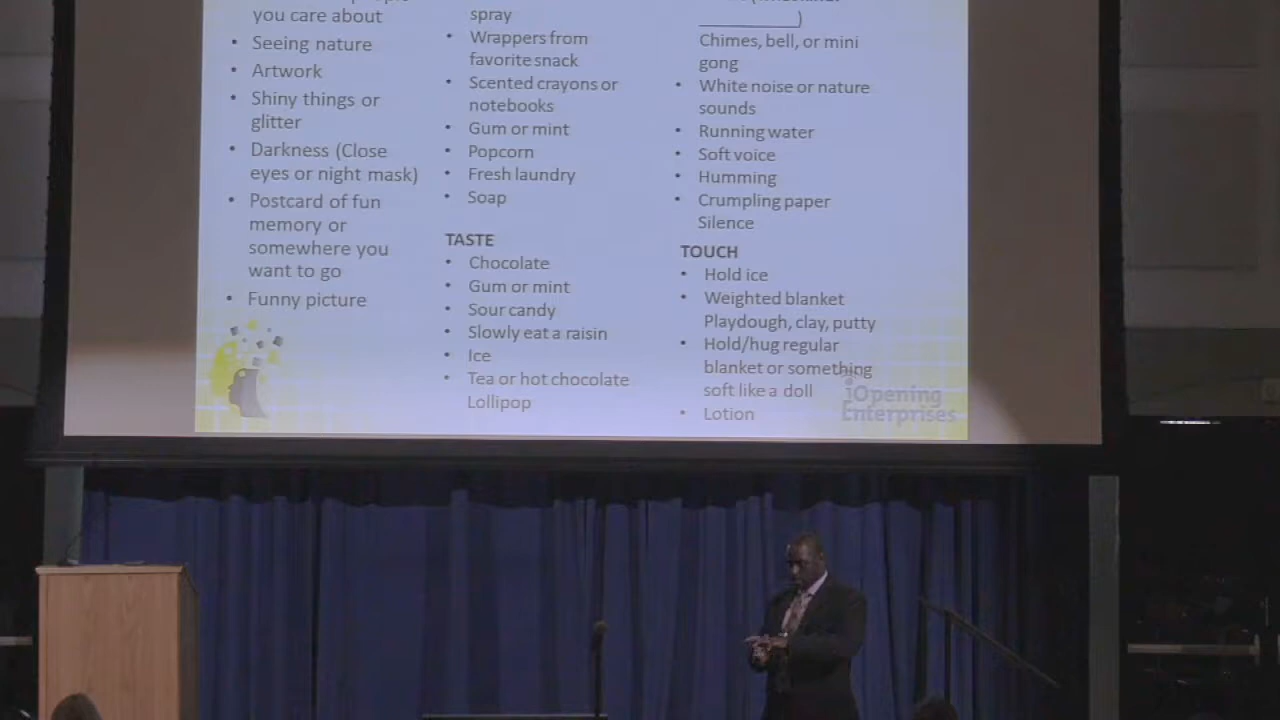 you care about
• Seeing nature
• Artwork
• Shiny things or
glitter
• Darkness (Close
eyes or night mask)
• Postcard of fun
memory or
somewhere you
want to go
• Funny picture
spray
• Wrappers from
favorite snack
• Scented crayons or
notebooks
• Gum or mint
• Popcorn
• Fresh laundry
• Soap
TASTE
• Chocolate
• Gum or mint
• Sour candy
• Slowly eat a raisin
• Ice
• Tea or hot chocolate
Lollipop
___________)
Chimes, bell, or mini
gong
• White noise or nature
sounds
• Running water
• Soft voice
• Humming
• Crumpling paper
Silence
TOUCH
• Hold ice
• Weighted blanket
Playdough, clay, putty
• Hold/hug regular
blanket or something
soft like a doll
• Lotion
iOpening
Enterprises